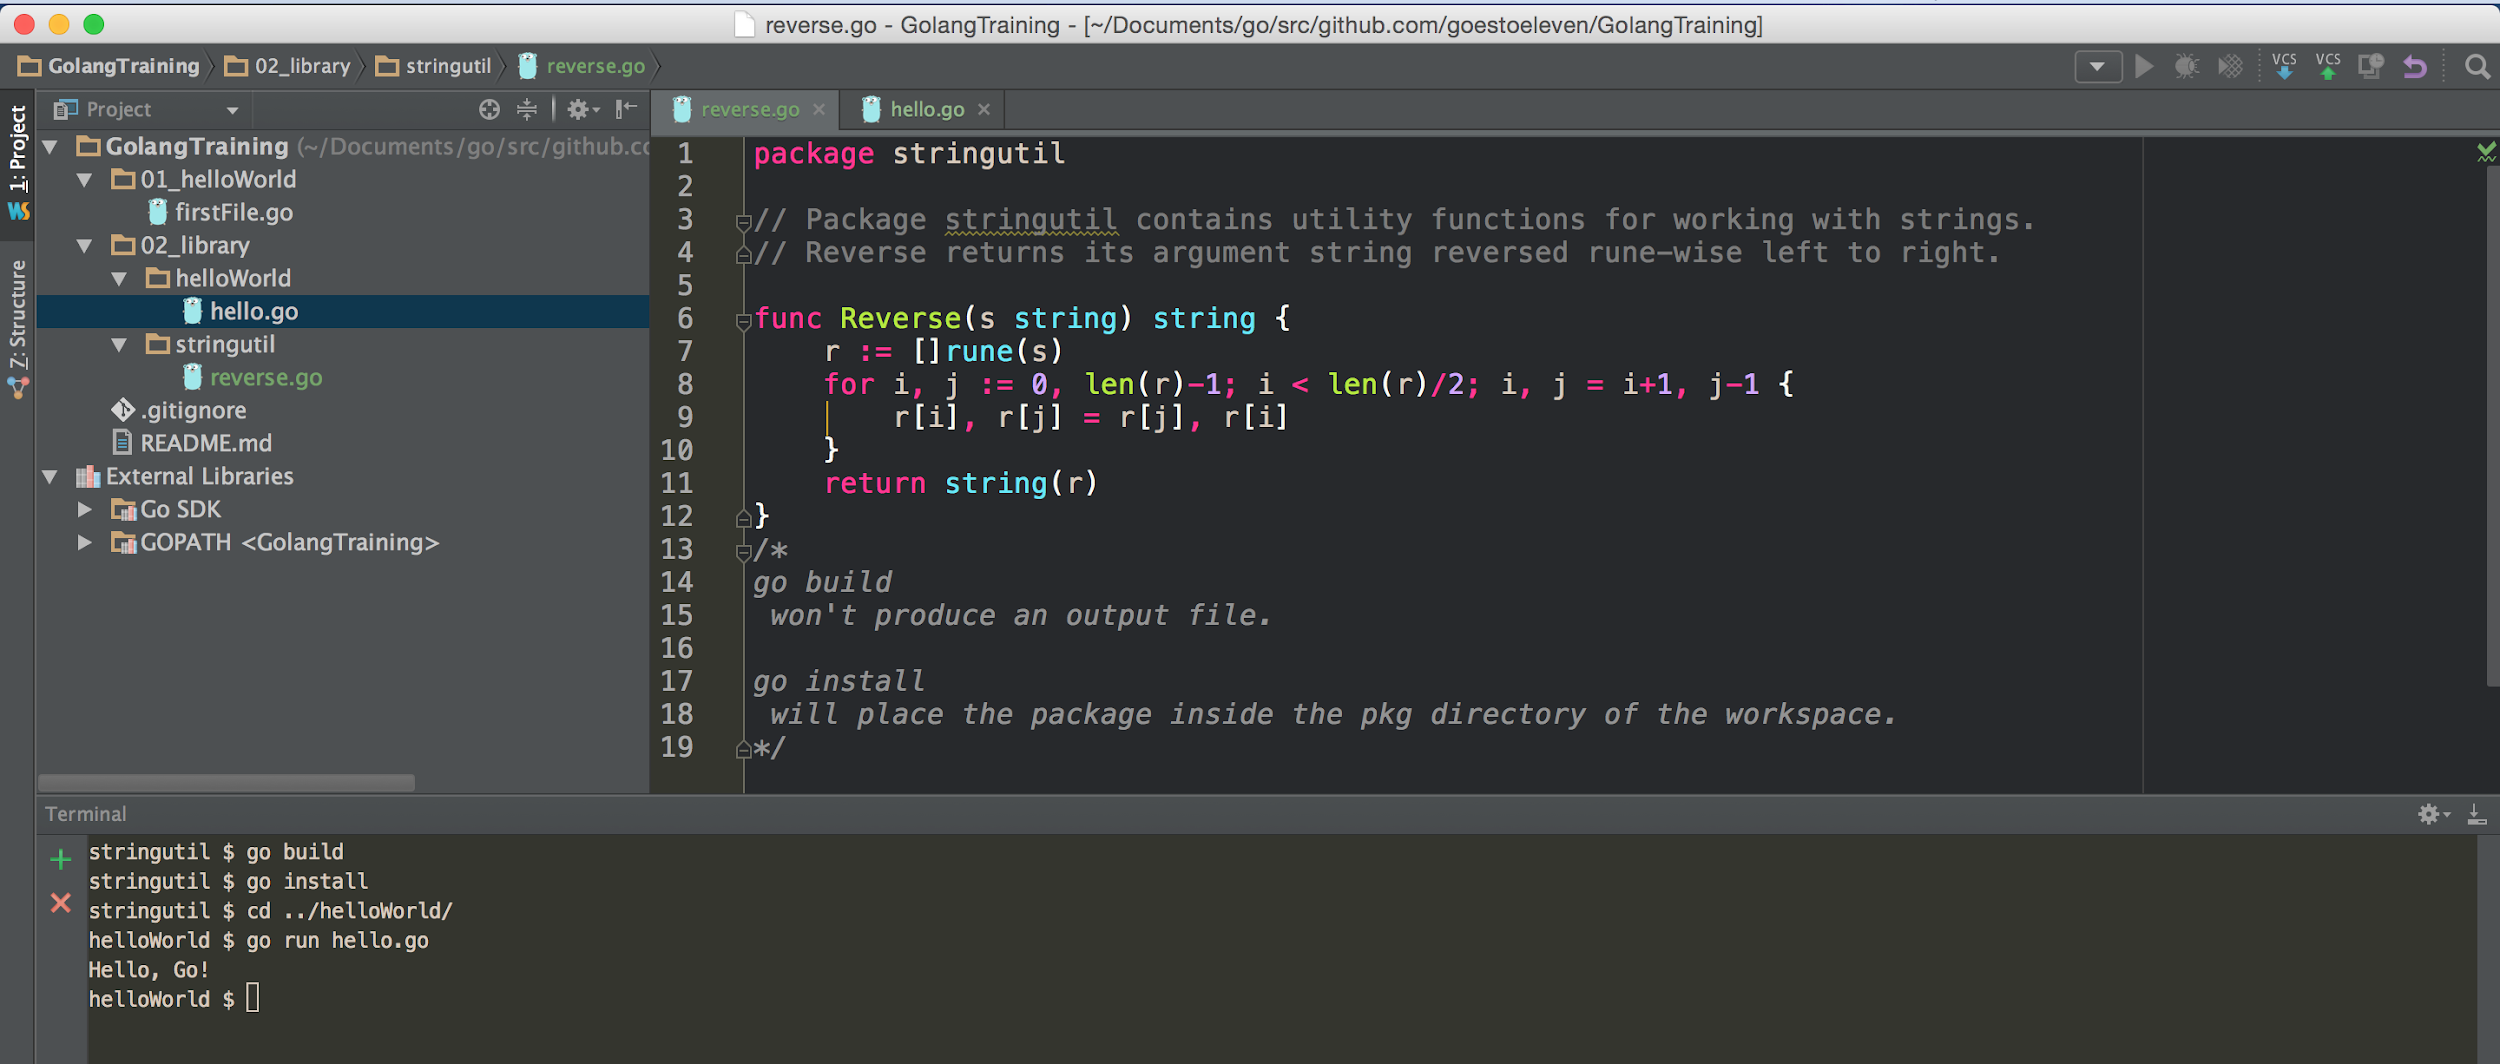 reverse.go - GolangTraining - [~/Documents/go/src/github.com/goestoeleven/GolangTraining]
GolangTraining 02_library stringutil reverse.go
VCS VCS
1: Project
Z: Structure
Project
GolangTraining (~/Documents/go/src/github.co
01_helloWorld
firstFile.go
02_library
helloWorld
hello.go
stringutil
reverse.go
.gitignore
README.md
External Libraries
Go SDK
GOPATH <GolangTraining>
reverse.go hello.go
1 package stringutil
2
3 // Package stringutil contains utility functions for working with strings.
4 // Reverse returns its argument string reversed rune-wise left to right.
5
6 func Reverse(s string) string {
7 r := []rune(s)
8 for i, j := 0, len(r)-1; i < len(r)/2; i, j = i+1, j-1 {
9 r[i], r[j] = r[j], r[i]
10 }
11 return string(r)
12 }
13 /*
14 go build
15 won't produce an output file.
16
17 go install
18 will place the package inside the pkg directory of the workspace.
19 */
Terminal
stringutil $ go build
stringutil $ go install
stringutil $ cd ../helloWorld/
helloWorld $ go run hello.go
Hello, Go!
helloWorld $